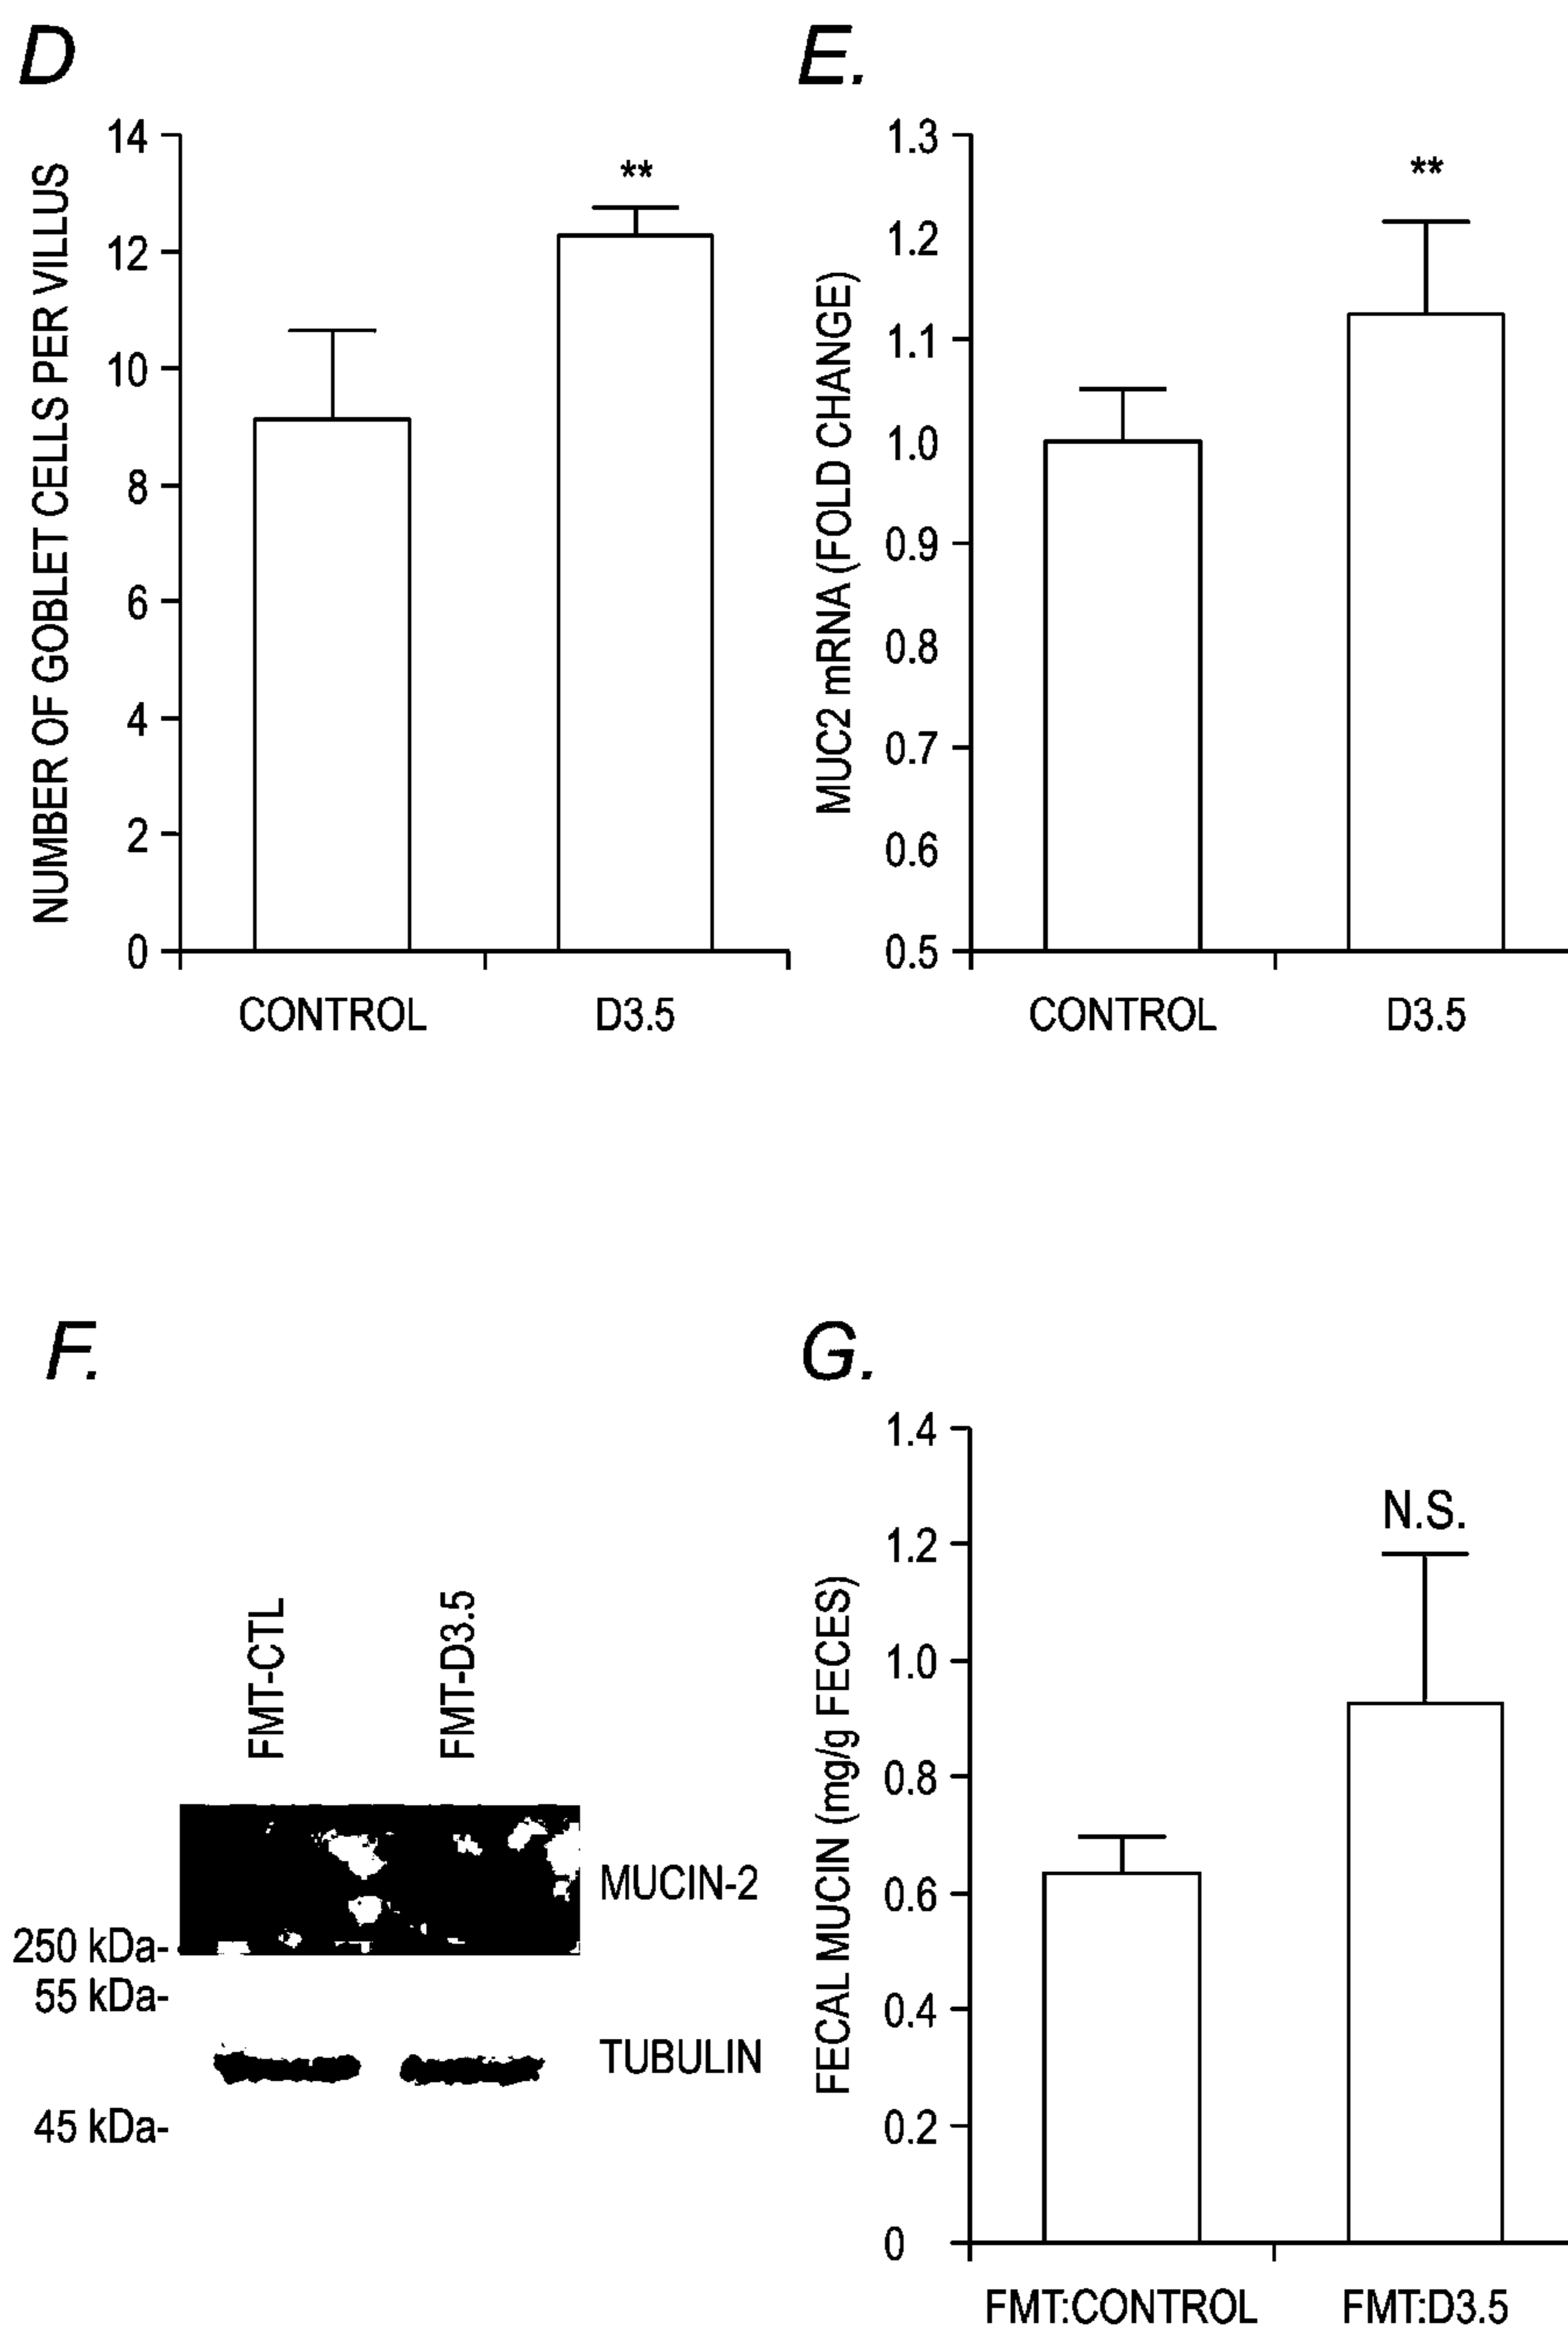 D
NUMBER OF GOBLET CELLS PER VILLUS
14
12
10
8
6
4
2
0
**
CONTROL
D3.5
E.
MUC2 mRNA (FOLD CHANGE)
1.3
1.2
1.1
1.0
0.9
0.8
0.7
0.6
0.5
**
CONTROL
D3.5
F.
FMT-CTL
FMT-D3.5
MUCIN-2
250 kDa-
55 kDa-
TUBULIN
45 kDa-
G.
FECAL MUCIN (mg/g FECES)
1.4
1.2
1.0
0.8
0.6
0.4
0.2
0
N.S.
FMT:CONTROL
FMT:D3.5